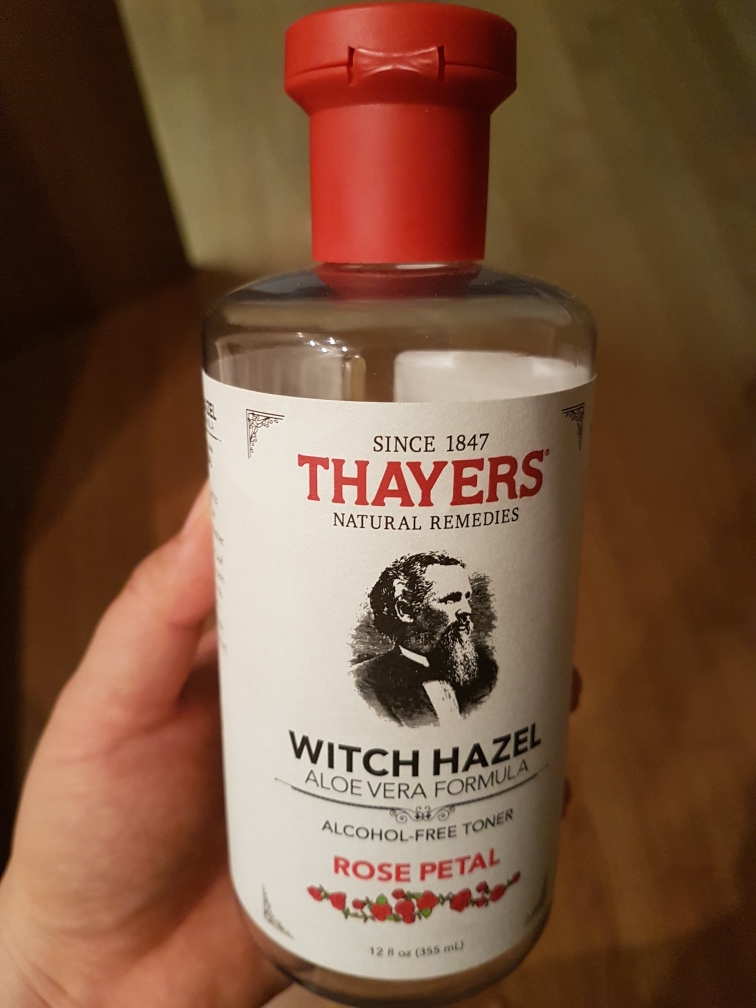 SINCE 1847
THAYERS®
NATURAL REMEDIES
WITCH HAZEL
ALOE VERA FORMULA
ALCOHOL-FREE TONER
ROSE PETAL
12 fl oz (355 mL)